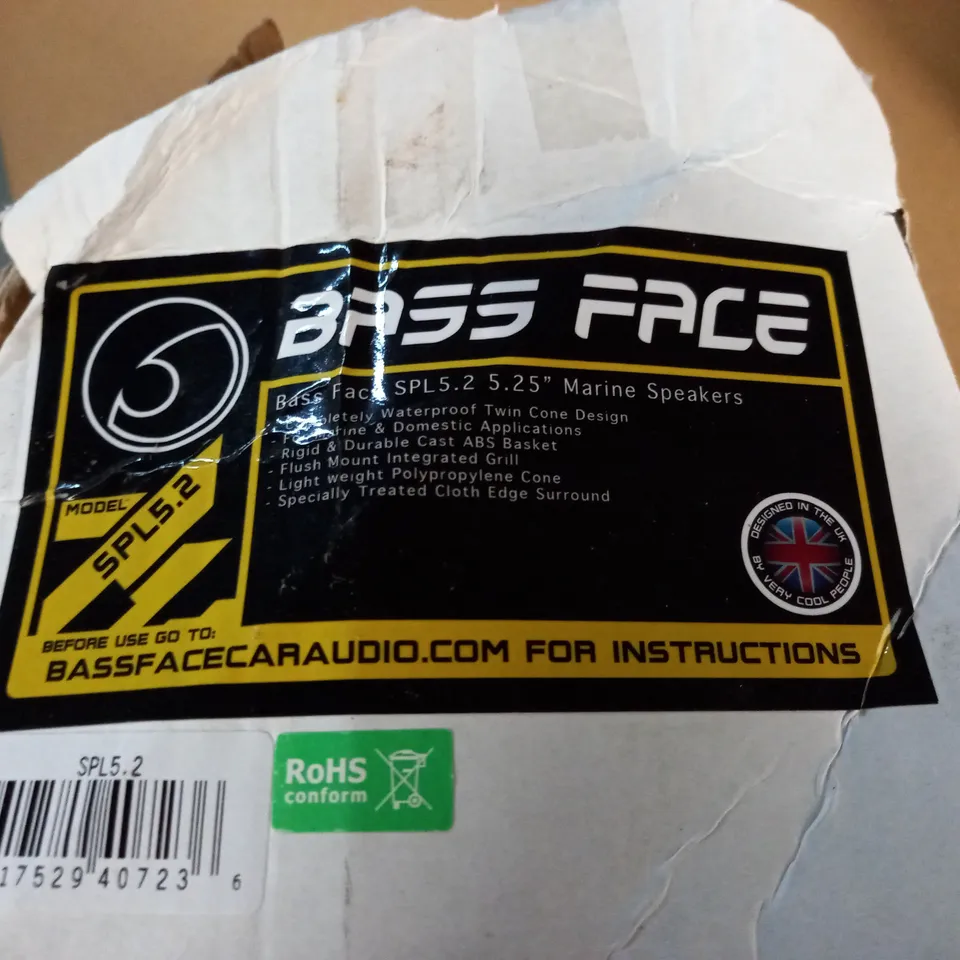 BASS FACE
Bass Face SPL5.2 5.25” Marine Speakers
- Completely Waterproof Twin Cone Design
- For Marine & Domestic Applications
- Rigid & Durable Cast ABS Basket
- Flush Mount Integrated Grill
- Light weight Polypropylene Cone
- Specially Treated Cloth Edge Surround
MODEL
SPL5.2
DESIGNED IN THE UK
BY VERY COOL PEOPLE
BEFORE USE GO TO:
BASSFACECARAUDIO.COM FOR INSTRUCTIONS
SPL5.2
17529 40723 6
RoHS
conform